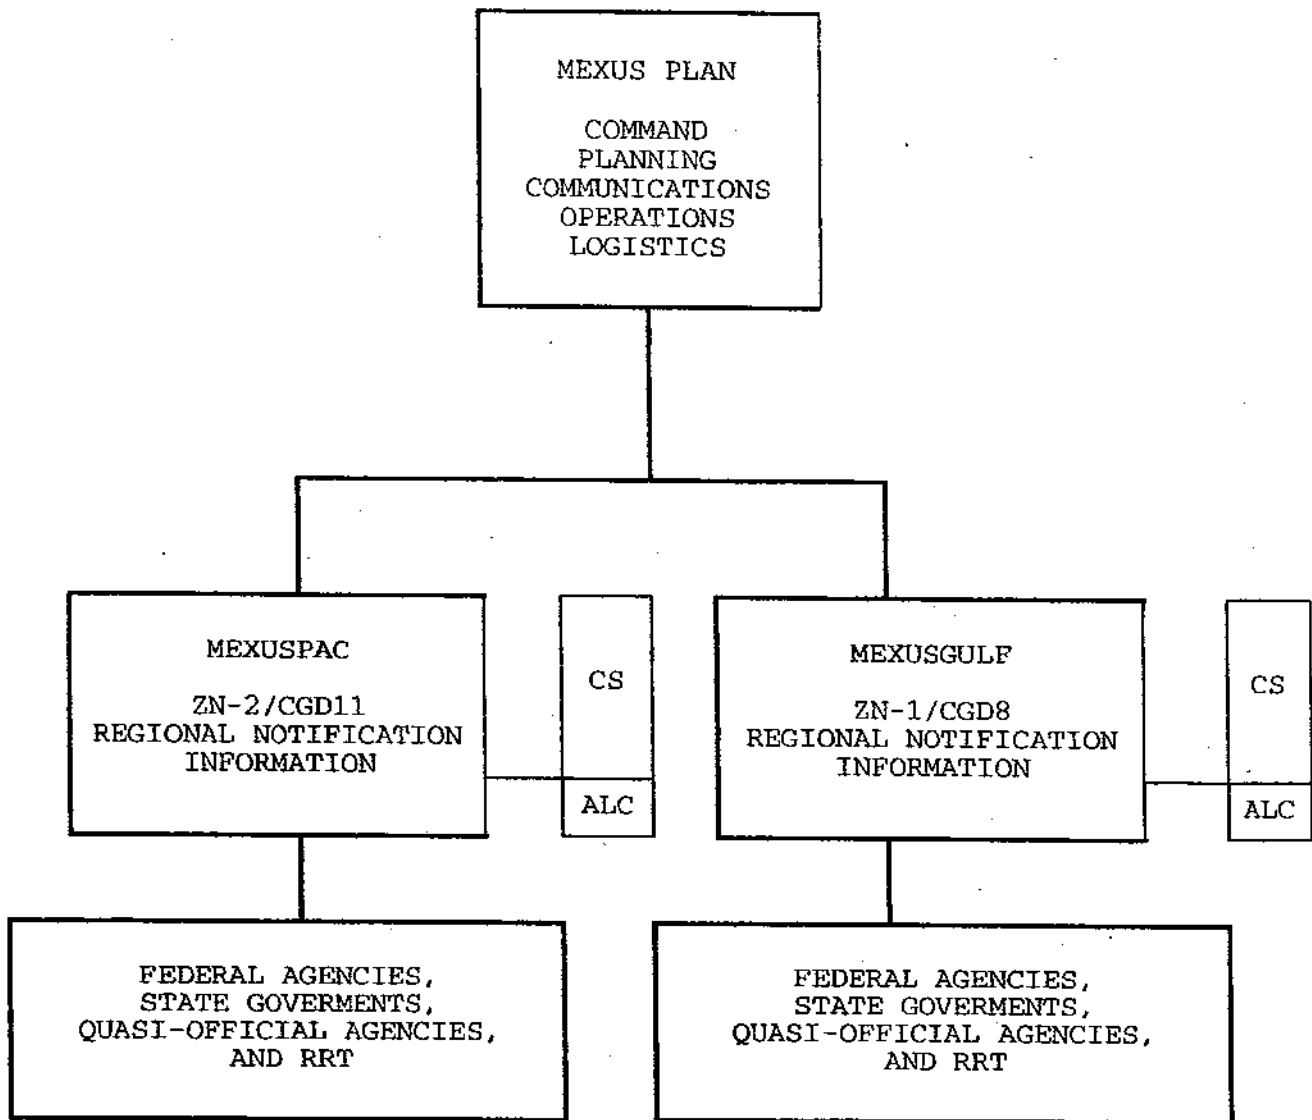 MEXUS PLAN
COMMAND
PLANNING
COMMUNICATIONS
OPERATIONS
LOGISTICS
MEXUSPAC
ZN-2/CGD11
REGIONAL NOTIFICATION
INFORMATION
CS
ALC
MEXUSGULF
ZN-1/CGD8
REGIONAL NOTIFICATION
INFORMATION
CS
ALC
FEDERAL AGENCIES,
STATE GOVERMENTS,
QUASI-OFFICIAL AGENCIES,
AND RRT
FEDERAL AGENCIES,
STATE GOVERMENTS,
QUASI-OFFICIAL AGENCIES,
AND RRT